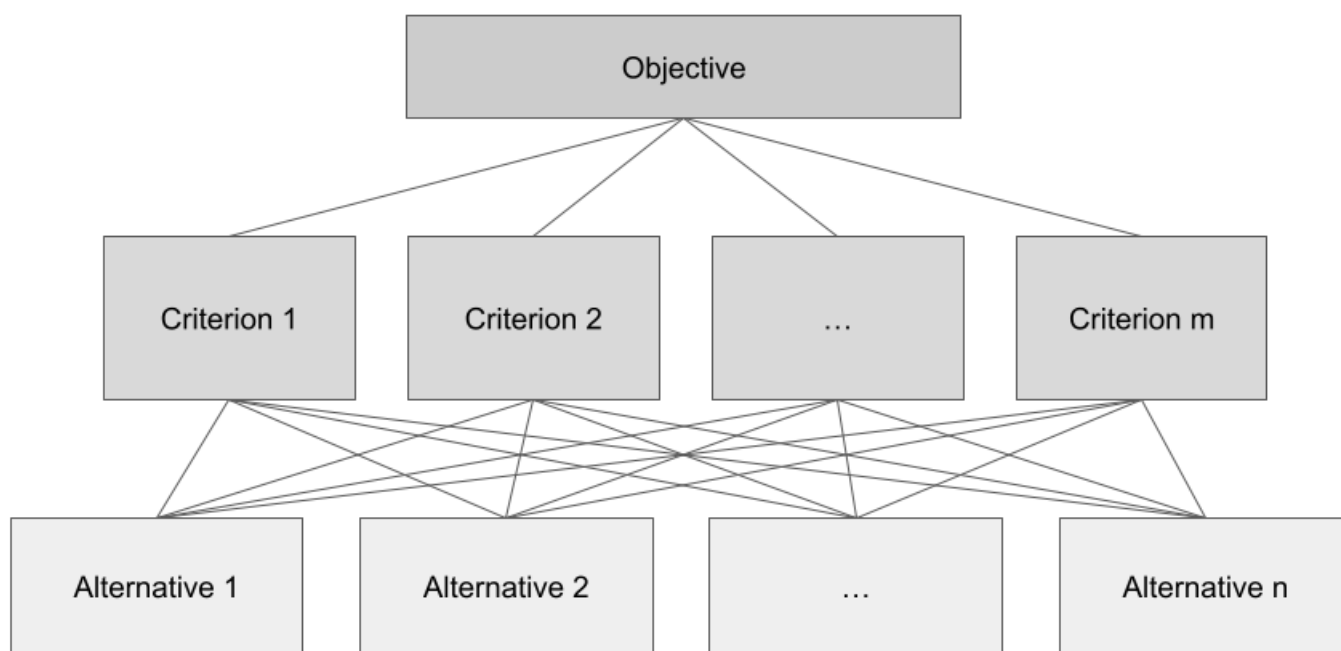 Objective
Criterion 1
Criterion 2
…
Criterion m
Alternative 1
Alternative 2
…
Alternative n